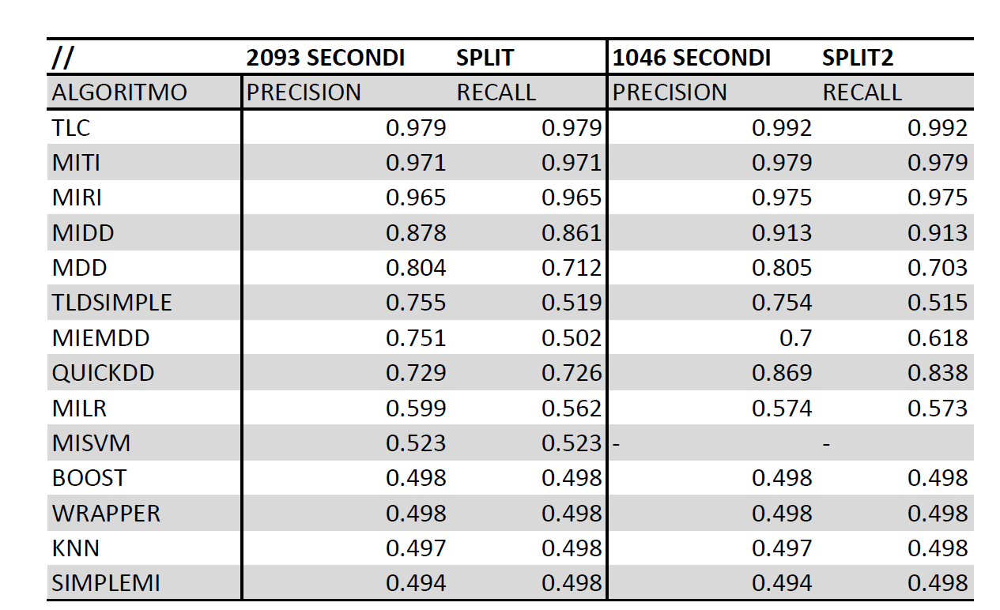 // 2093 SECONDI SPLIT 1046 SECONDI SPLIT2
ALGORITMO PRECISION RECALL PRECISION RECALL
TLC 0.979 0.979 0.992 0.992
MITI 0.971 0.971 0.979 0.979
MIRI 0.965 0.965 0.975 0.975
MIDD 0.878 0.861 0.913 0.913
MDD 0.804 0.712 0.805 0.703
TLDSIMPLE 0.755 0.519 0.754 0.515
MIEMDD 0.751 0.502 0.7 0.618
QUICKDD 0.729 0.726 0.869 0.838
MILR 0.599 0.562 0.574 0.573
MISVM 0.523 0.523 - -
BOOST 0.498 0.498 0.498 0.498
WRAPPER 0.498 0.498 0.498 0.498
KNN 0.497 0.498 0.497 0.498
SIMPLEMI 0.494 0.498 0.494 0.498